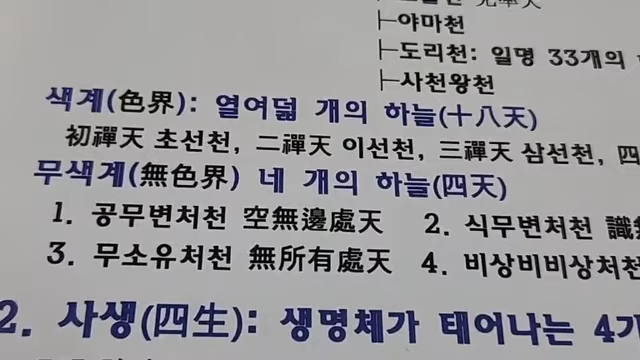 ├야마천
├도리천: 일명 33개의
├사천왕천
색계(色界): 열여덟 개의 하늘(十八天)
初禪天 초선천, 二禪天 이선천, 三禪天 삼선천, 四
무색계(無色界) 네 개의 하늘(四天)
1. 공무변처천 空無邊處天 2. 식무변처천 識
3. 무소유처천 無所有處天 4. 비상비비상처천
2. 사생(四生): 생명체가 태어나는 4가